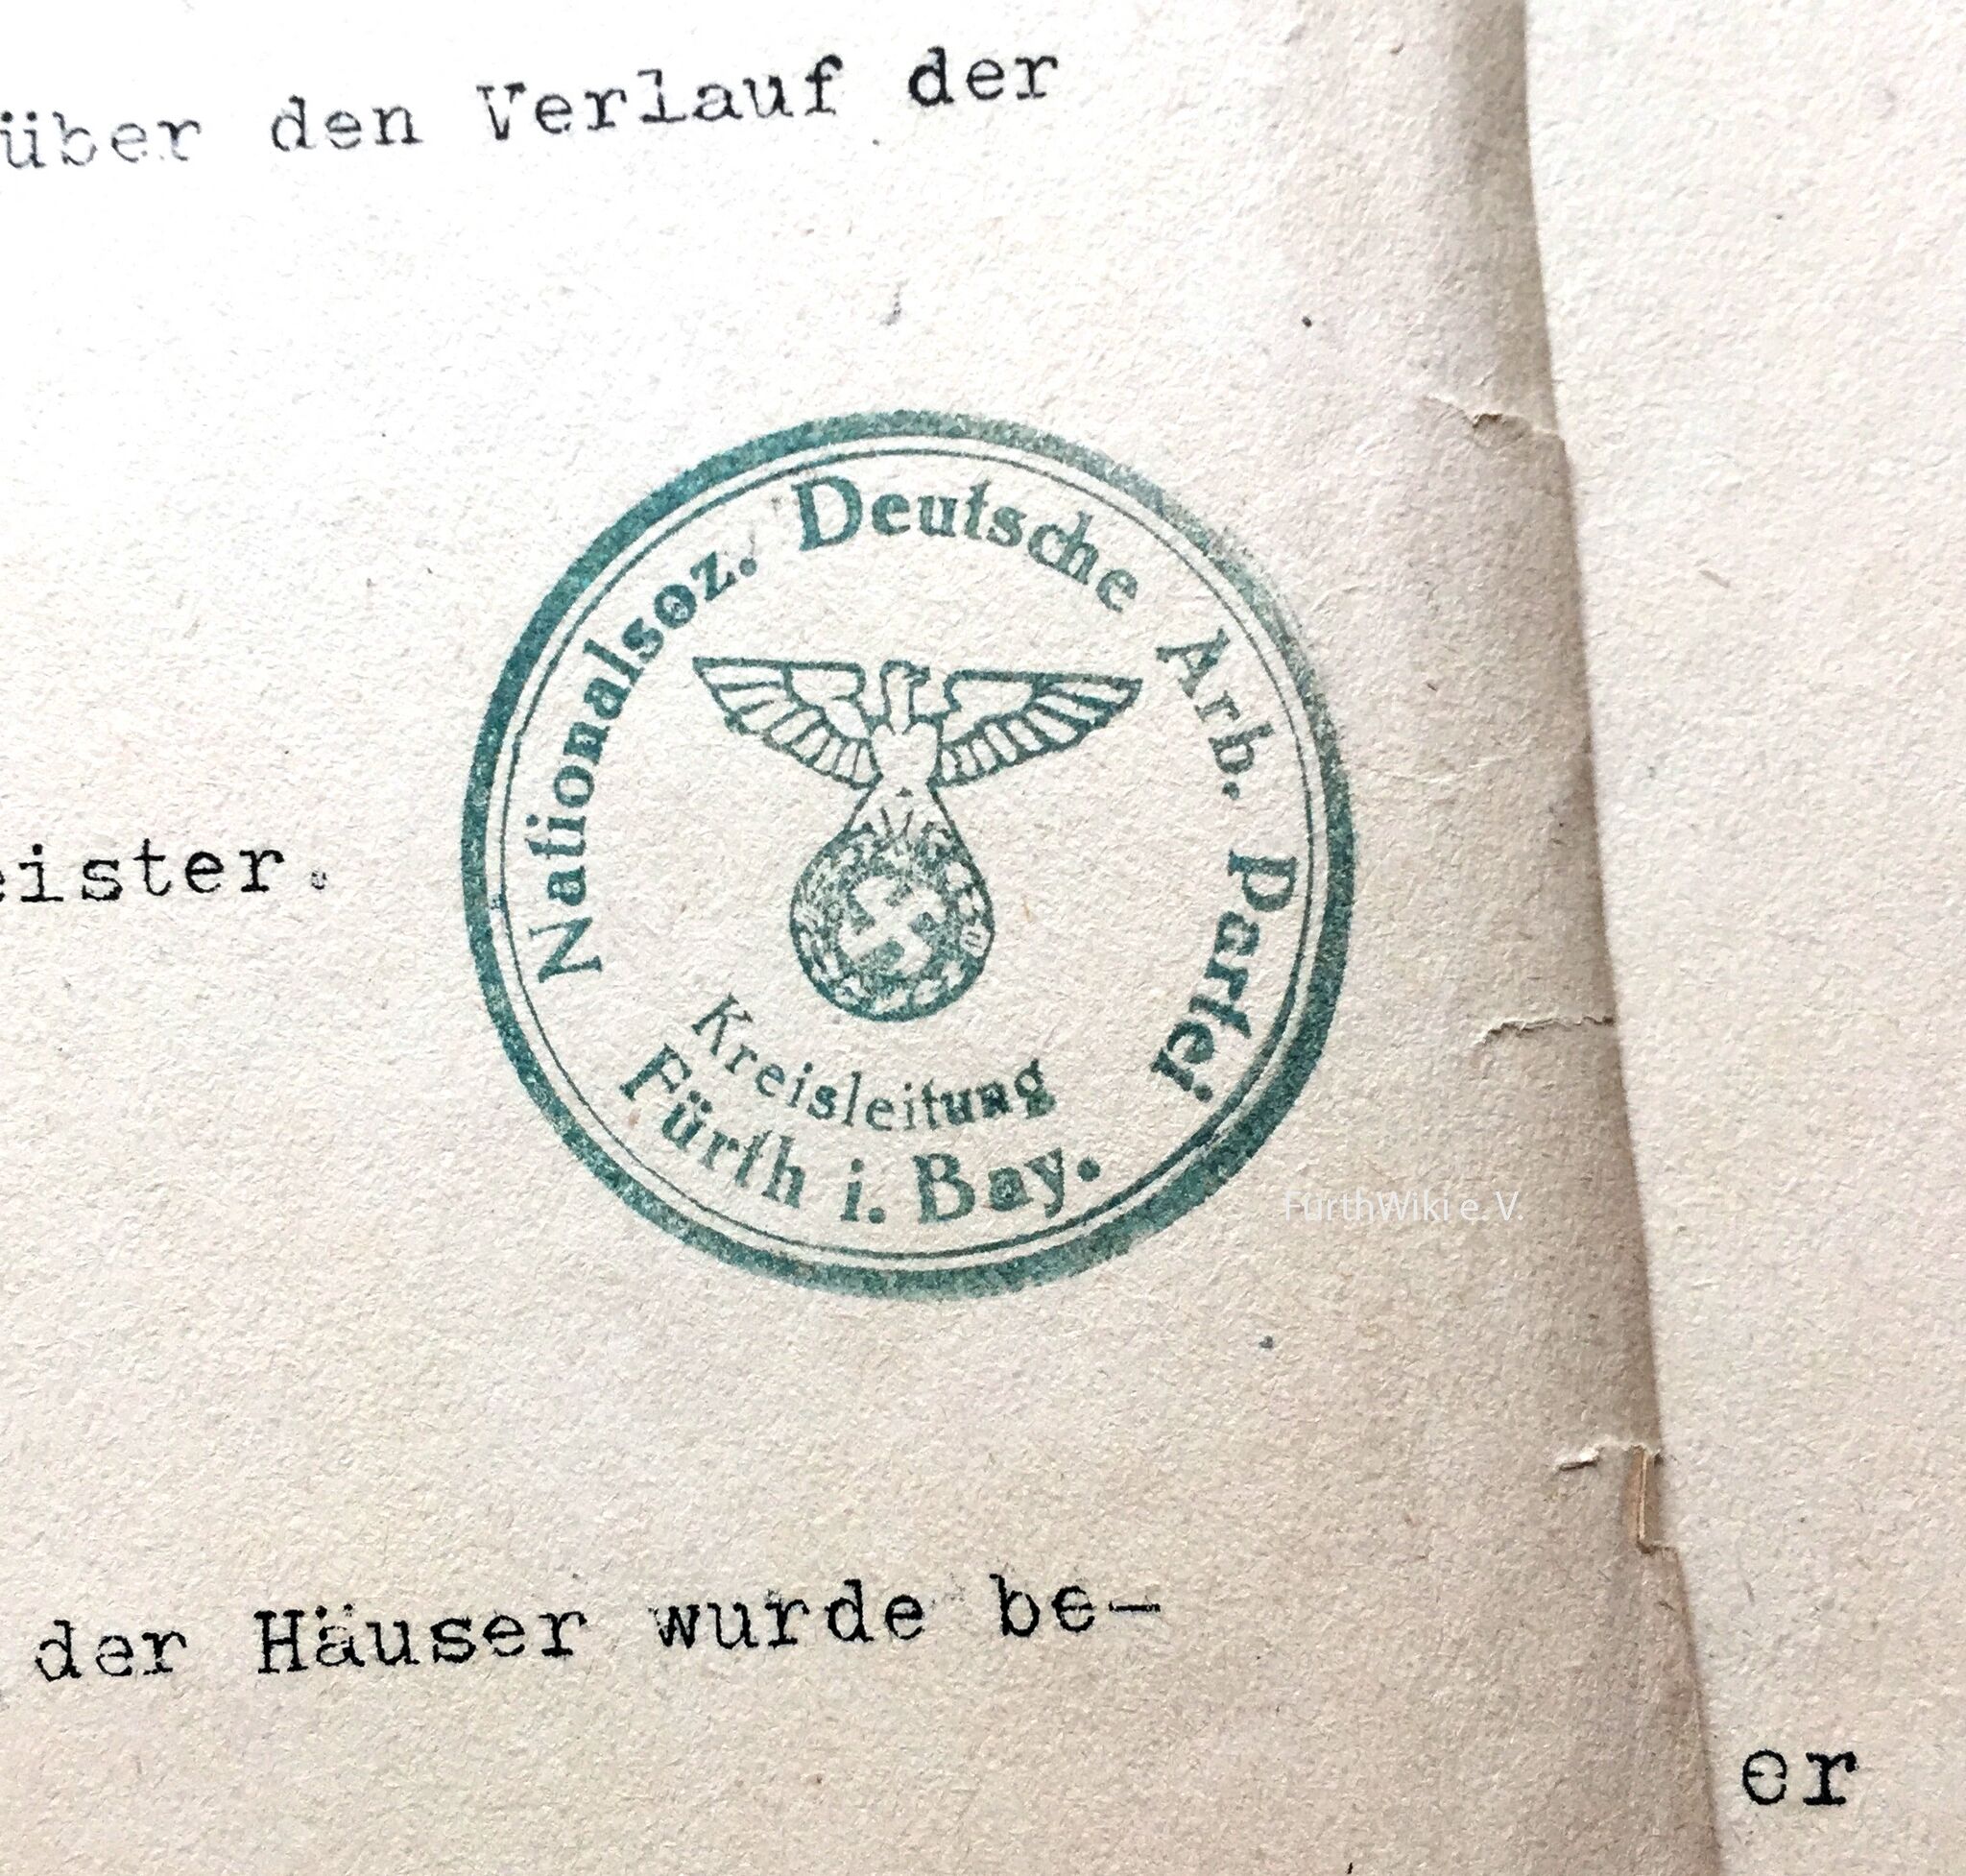 über den Verlauf der
Nationalsoz. Deutsche Arb. Partei
eister.
Kreisleitung
Fürth i. Bay.
FürthWiki e.V.
der Häuser wurde be-
er